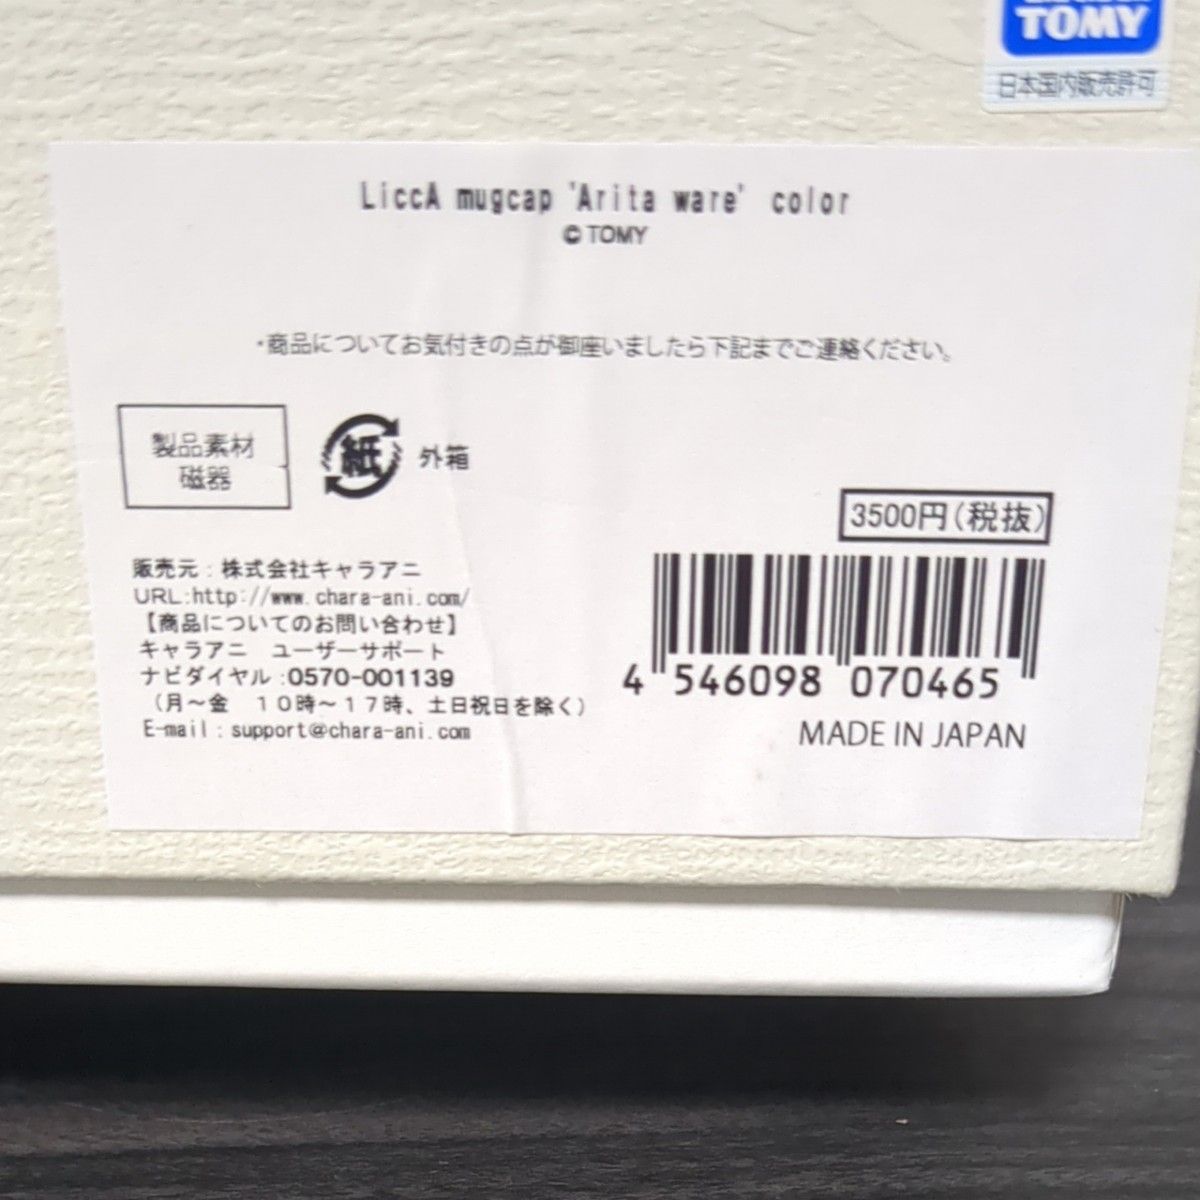 TOMY
日本国内販売許可
LiccA mugcap 'Arita ware' color
© TOMY
・商品についてお気付きの点が御座いましたら下記までご連絡ください。
製品素材
磁器
紙
外箱
3500円(税抜)
販売元：株式会社キャラアニ
URL:http://www.chara-ani.com/
【商品についてのお問い合わせ】
キャラアニ　ユーザーサポート
ナビダイヤル：0570-001139
（月～金　１０時～１７時、土日祝日を除く）
E-mail：support@chara-ani.com
4 546098 070465
MADE IN JAPAN